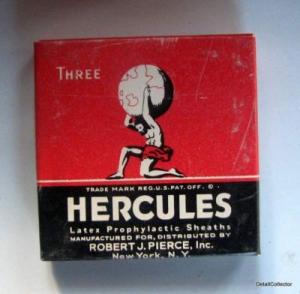 THREE
TRADE MARK REG. U.S. PAT. OFF. ©
HERCULES
Latex Prophylactic Sheaths
MANUFACTURED FOR, DISTRIBUTED BY
ROBERT J. PIERCE, Inc.
New York, N.Y.
DetailCollector